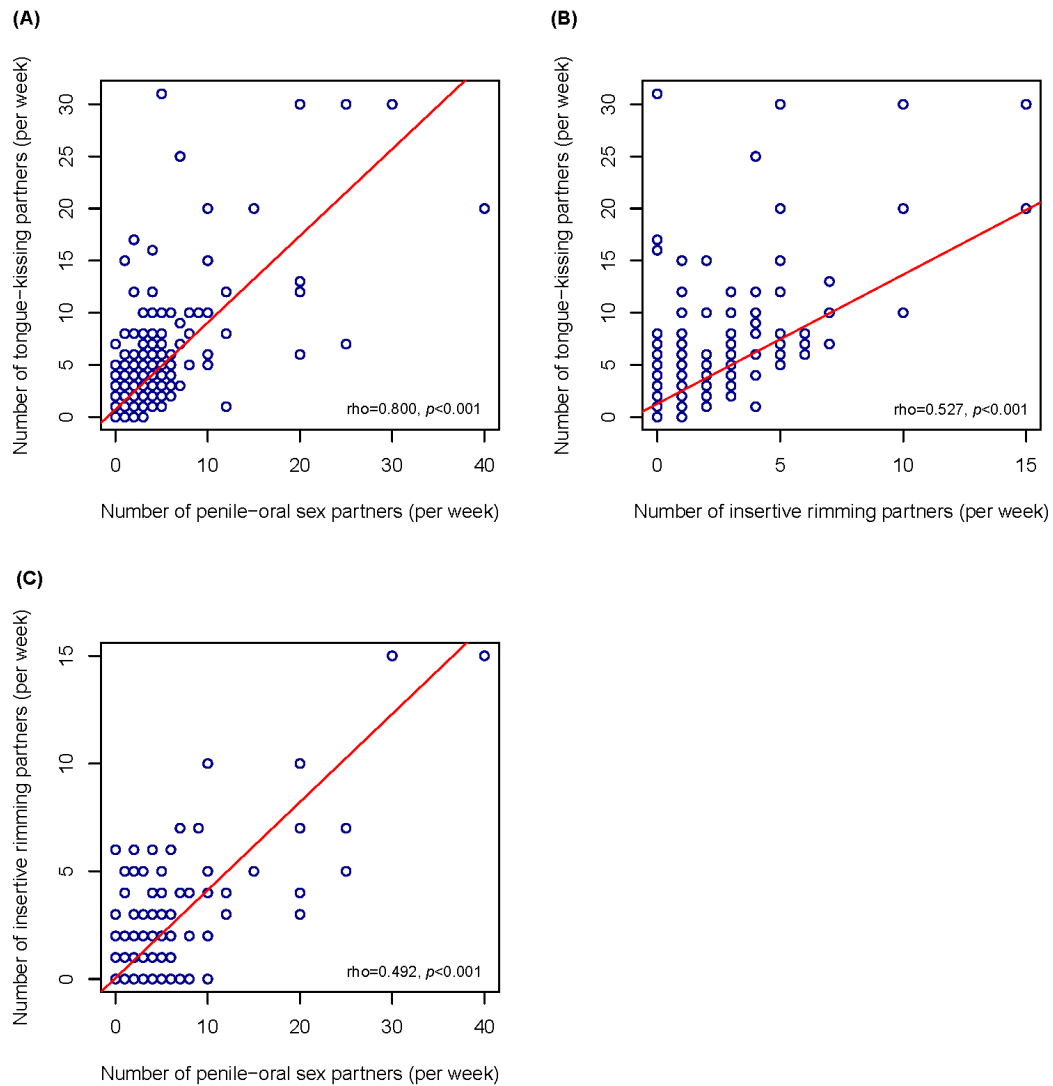 (A)
Number of tongue−kissing partners (per week)
30
25
20
15
10
5
0
rho=0.800, p<0.001
0 10 20 30 40
Number of penile−oral sex partners (per week)
(B)
Number of tongue−kissing partners (per week)
30
25
20
15
10
5
0
rho=0.527, p<0.001
0 5 10 15
Number of insertive rimming partners (per week)
(C)
Number of insertive rimming partners (per week)
15
10
5
0
rho=0.492, p<0.001
0 10 20 30 40
Number of penile−oral sex partners (per week)